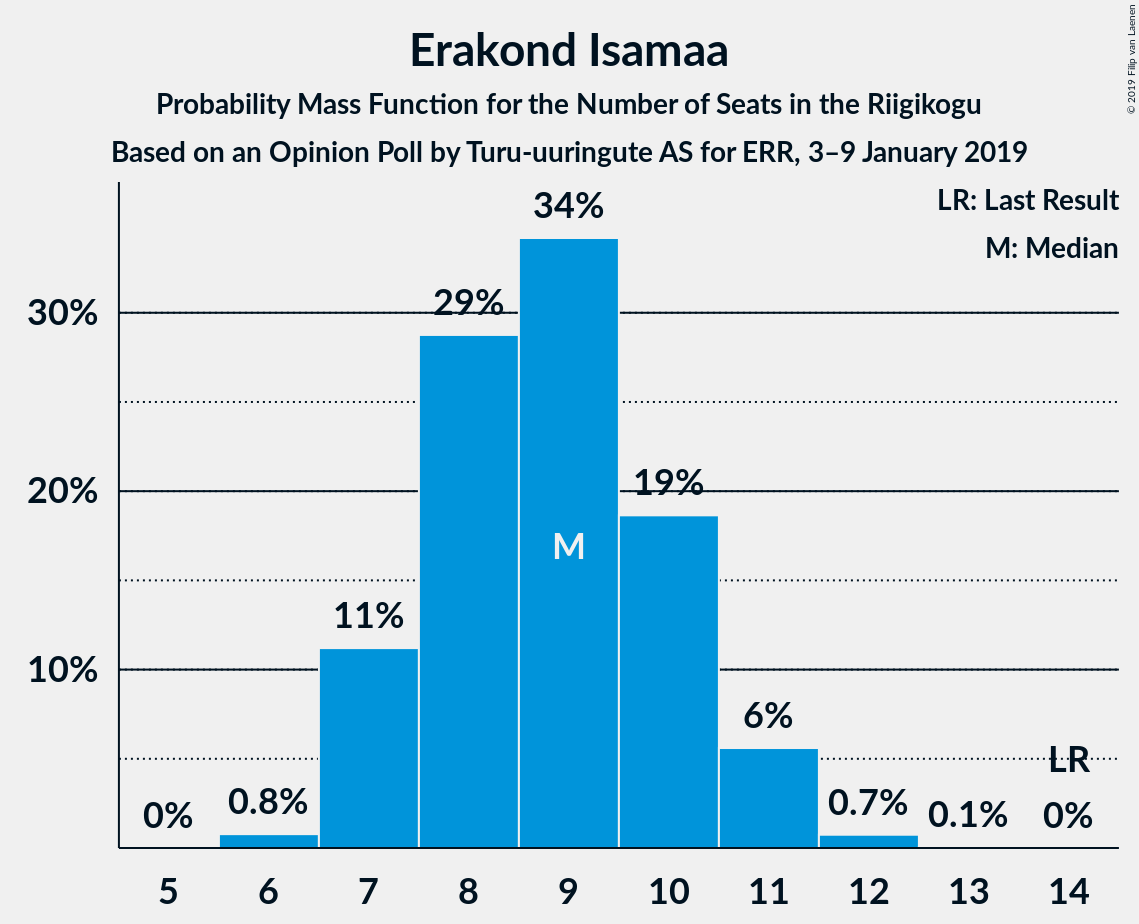 Erakond Isamaa
Probability Mass Function for the Number of Seats in the Riigikogu
Based on an Opinion Poll by Turu-uuringute AS for ERR, 3–9 January 2019
© 2019 Filip van Laenen
LR: Last Result
M: Median
34%
29%
30%
19%
20%
M
11%
10%
6%
LR
0%
0.8%
0.7%
0.1%
0%
5 6 7 8 9 10 11 12 13 14